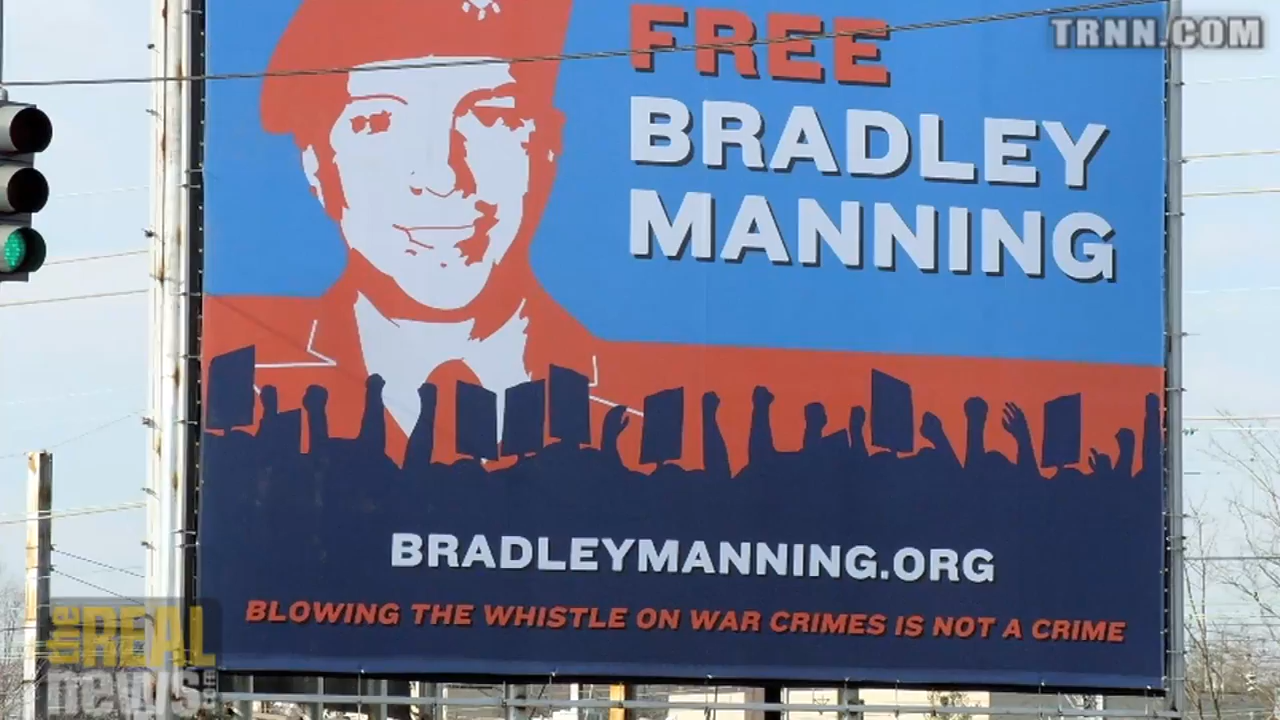 TRNN.COM
FREE
BRADLEY
MANNING
BRADLEYMANNING.ORG
BLOWING THE WHISTLE ON WAR CRIMES IS NOT A CRIME
the REAL
news.com